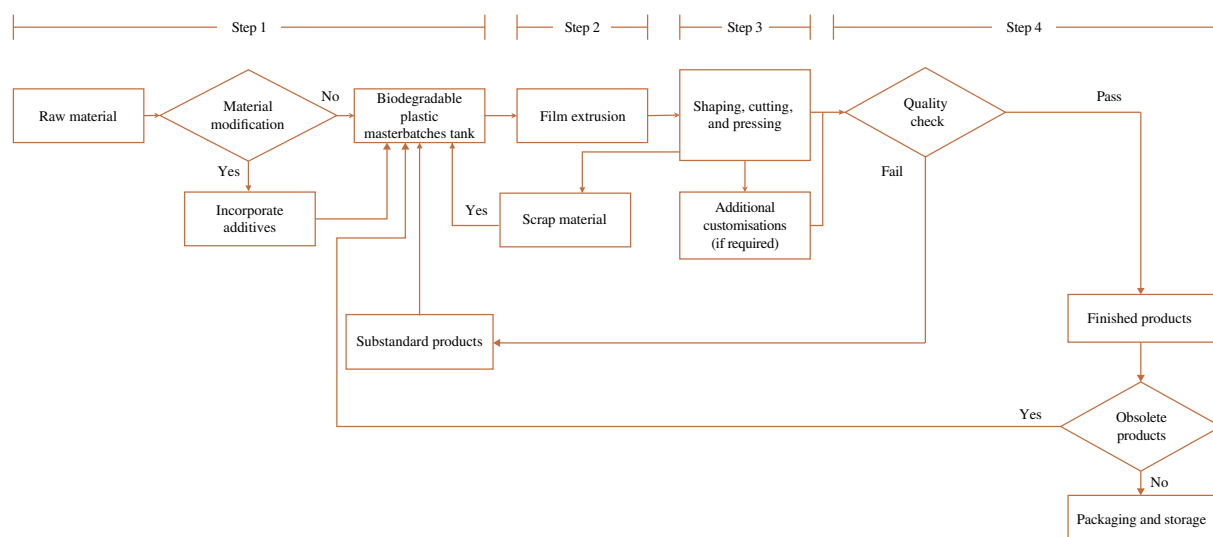 Step 1
Step 2
Step 3
Step 4
Raw material
Material
modification
No
Yes
Incorporate
additives
Biodegradable
plastic
masterbatches tank
Film extrusion
Shaping, cutting,
and pressing
Scrap material
Yes
Additional
customisations
(if required)
Quality
check
Pass
Fail
Substandard products
Finished products
Obsolete
products
Yes
No
Packaging and storage